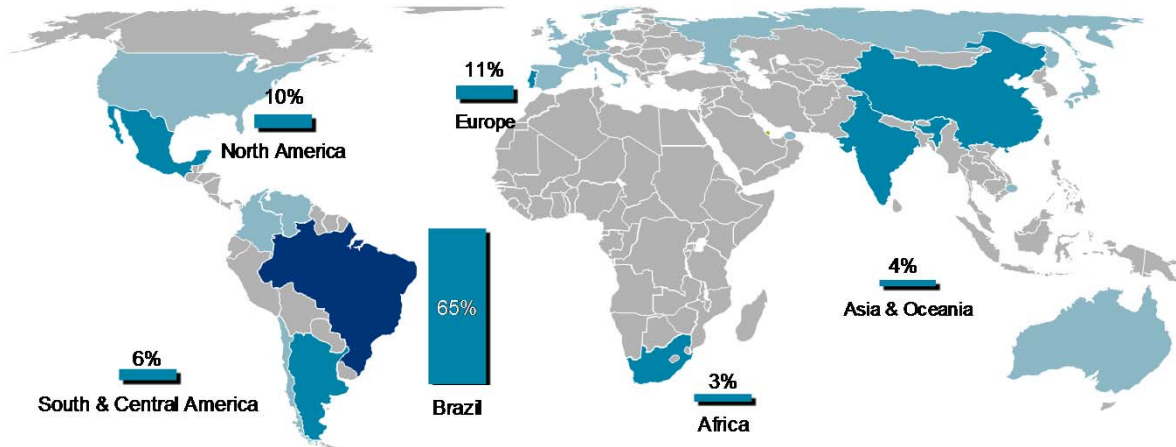 11%
Europe
10%
North America
4%
Asia & Oceania
65%
Brazil
6%
South & Central America
3%
Africa